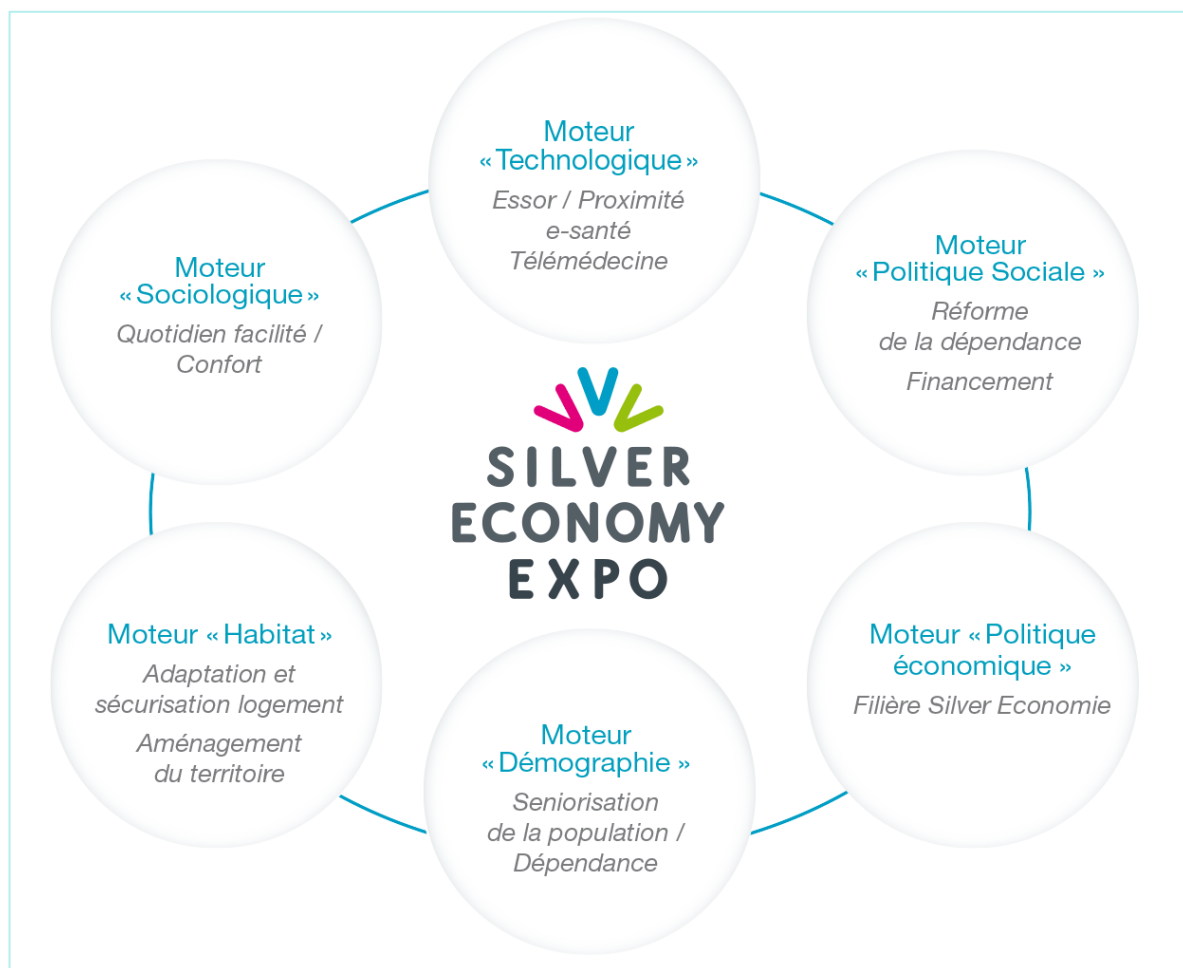 Moteur
« Technologique »
Essor / Proximité
e-santé
Télémédecine
Moteur
« Politique Sociale »
Réforme
de la dépendance
Financement
Moteur « Politique
économique »
Filière Silver Economie
Moteur
« Démographie »
Seniorisation
de la population /
Dépendance
Moteur « Habitat »
Adaptation et
sécurisation logement
Aménagement
du territoire
Moteur
« Sociologique »
Quotidien facilité /
Confort
SILVER
ECONOMY
EXPO